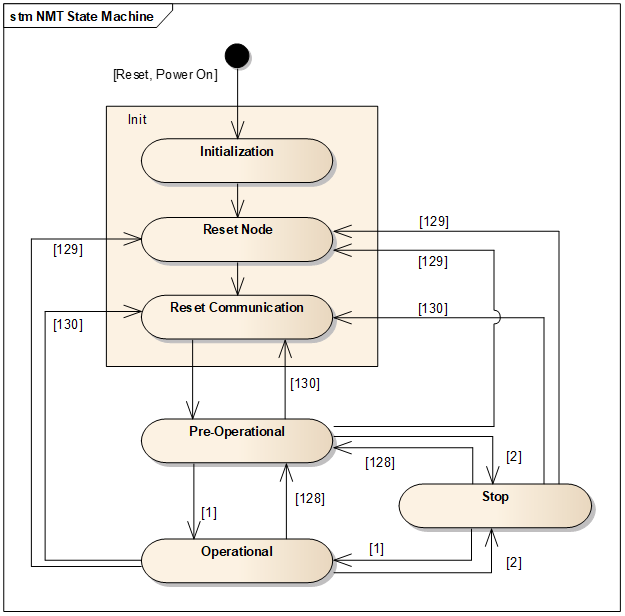 stm NMT State Machine
[Reset, Power On]
Init
Initialization
Reset Node
[129]
[129]
[129]
Reset Communication
[130]
[130]
[130]
Pre-Operational
[2]
[128]
Stop
[1]
[128]
Operational
[1]
[2]